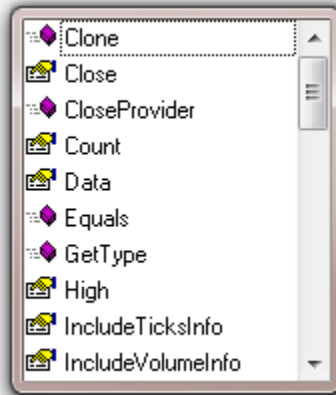 Clone
Close
CloseProvider
Count
Data
Equals
GetType
High
IncludeTicksInfo
IncludeVolumeInfo